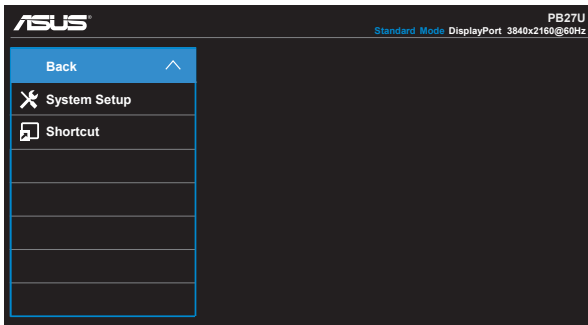 ASUS
PB27U
Standard Mode DisplayPort 3840x2160@60Hz
Back
System Setup
Shortcut